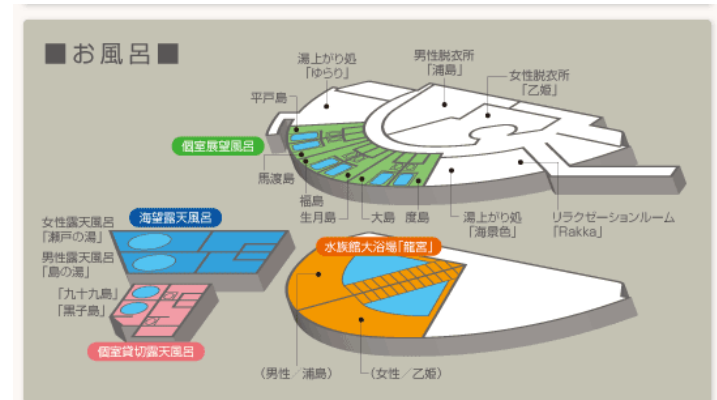 ■お風呂■
湯上がり処
「ゆらり」
男性脱衣所
「浦島」
女性脱衣所
「乙姫」
平戸島
個室展望風呂
馬渡島
福島
生月島
大島
度島
湯上がり処
「海景色」
リラクゼーションルーム
「Rakka」
女性露天風呂
「瀬戸の湯」
海望露天風呂
男性露天風呂
「島の湯」
水族館大浴場「龍宮」
「九十九島」
「黒子島」
個室貸切露天風呂
(男性／浦島)
(女性／乙姫)